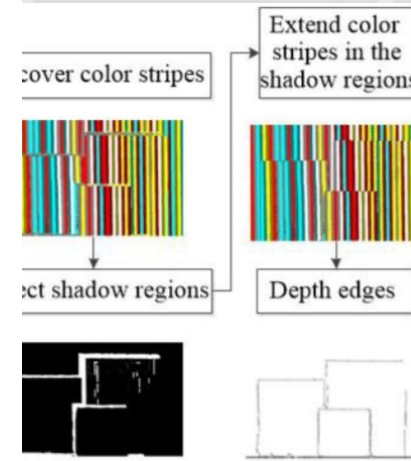 Extend color
stripes in the
shadow regions
cover color stripes
ect shadow regions
Depth edges